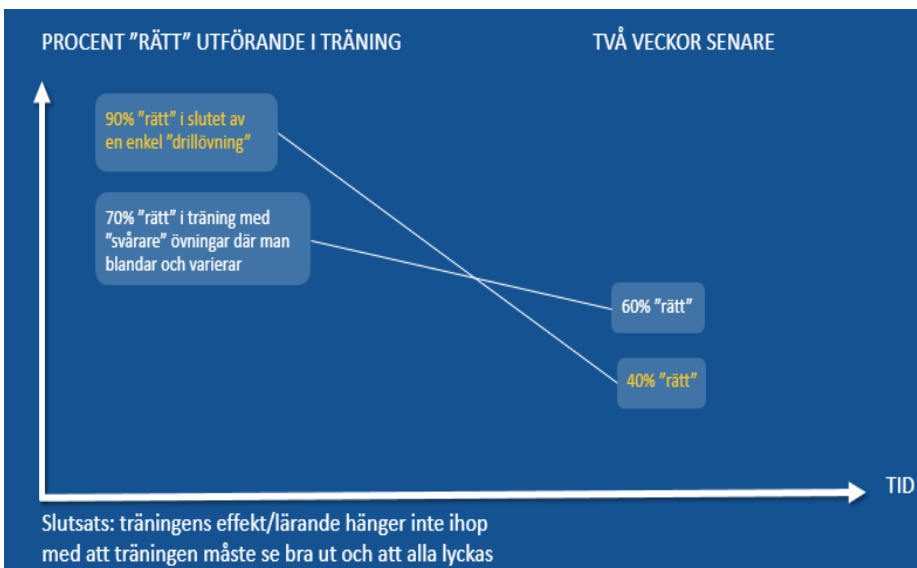 PROCENT ”RÄTT” UTFÖRANDE I TRÄNING
TVÅ VECKOR SENARE
90% ”rätt” i slutet av
en enkel ”drillövning”
70% ”rätt” i träning med
”svårare” övningar där man
blandar och varierar
60% ”rätt”
40% ”rätt”
TID
Slutsats: träningens effekt/lärande hänger inte ihop
med att träningen måste se bra ut och att alla lyckas